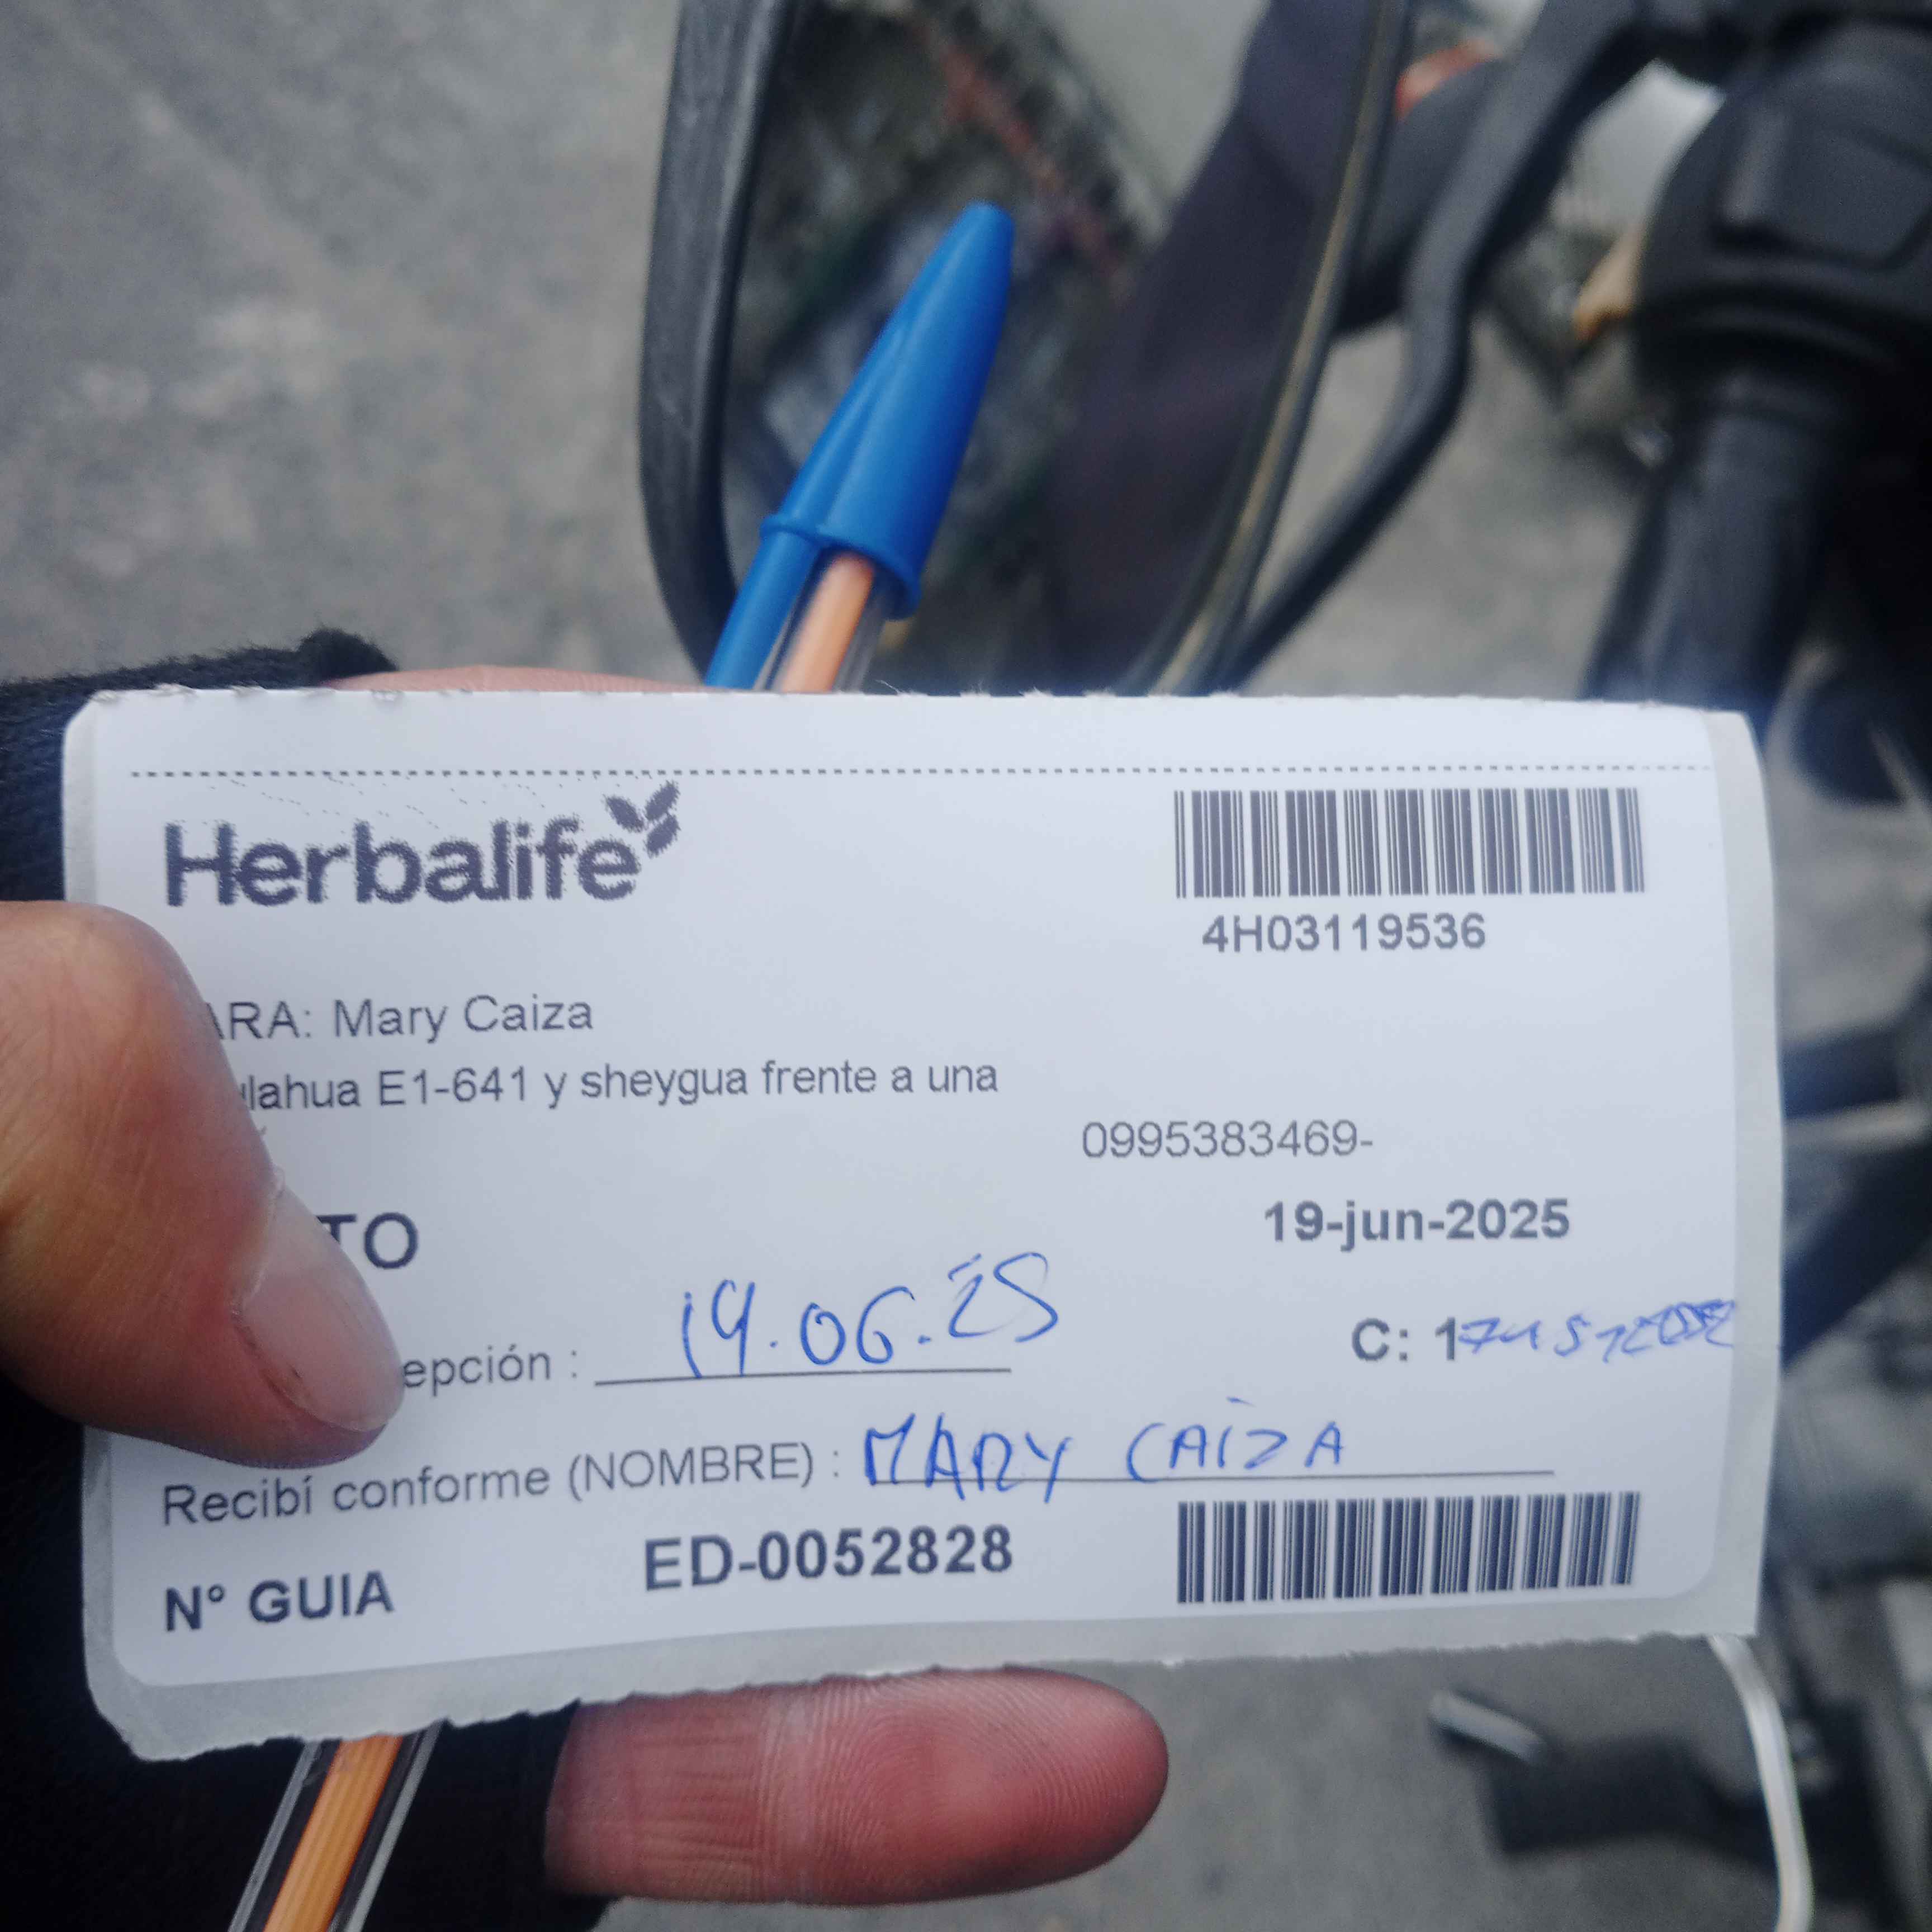 Herbalife
4H03119536
ARA: Mary Caiza
ulahua E1-641 y sheygua frente a una
0995383469-
TO
19-jun-2025
epción : 19.06.25
C: 1
Recibí conforme (NOMBRE) : MARY CAIZA
N° GUIA ED-0052828